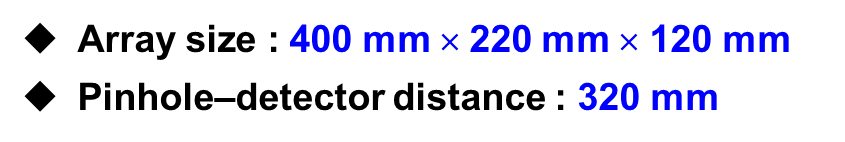 ◆ Array size : 400 mm × 220 mm × 120 mm
◆ Pinhole–detector distance : 320 mm